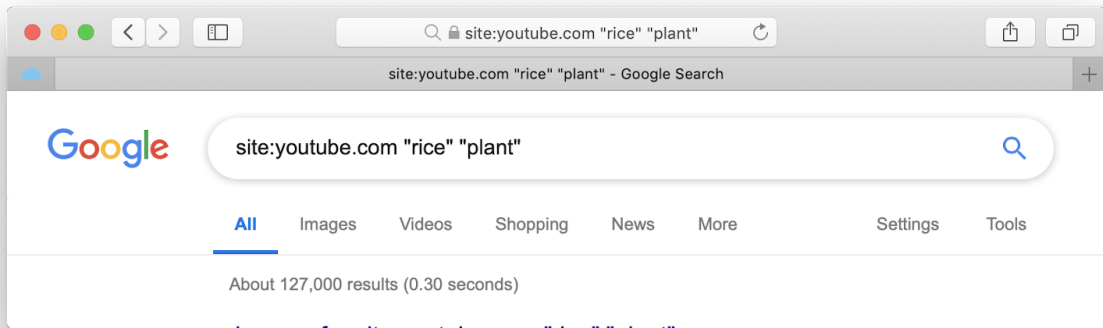 site:youtube.com "rice" "plant"
site:youtube.com "rice" "plant" - Google Search
Google
site:youtube.com "rice" "plant"
All Images Videos Shopping News More Settings Tools
About 127,000 results (0.30 seconds)